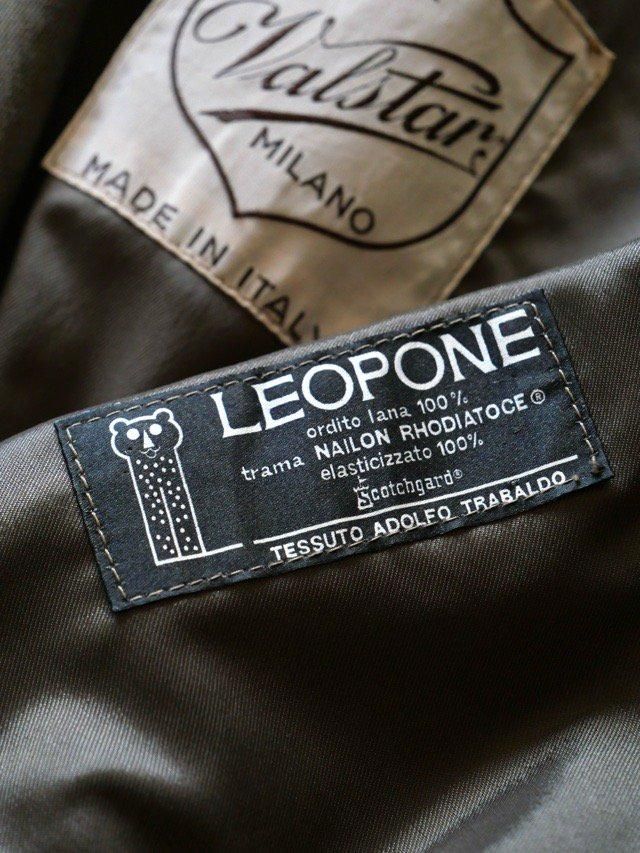 Valstar
MILANO
MADE IN ITALY
LEOPONE
ordito lana 100%
trama NAILON RHODIATOCE®
elasticizzato 100%
Scotchgard®
TESSUTO ADOLFO TRABALDO